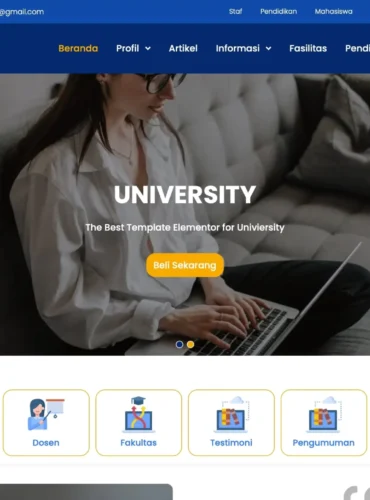 @gmail.com Staf Pendidikan Mahasiswa
Beranda Profil Artikel Informasi Fasilitas
UNIVERSITY
The Best Template Elementor for Univiersity
Beli Sekarang
Dosen Fakultas Testimoni Pengumuman